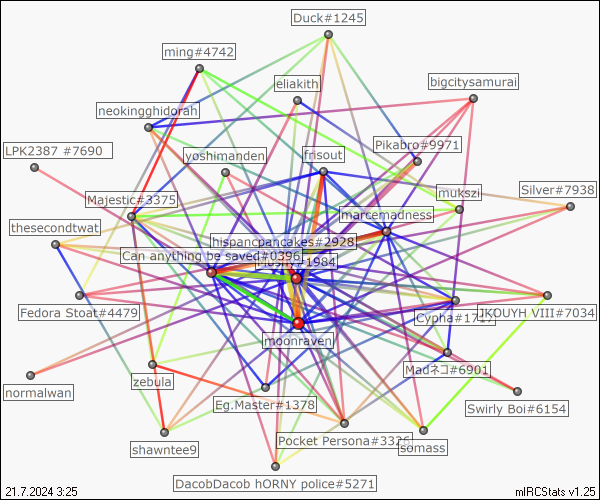 Duck#1245
ming#4742
eliakith
bigcitysamurai
neokingghidorah
Pikabro#9971
LPK2387 #7690
yoshimanden
frisout
Majestic#3375
mukszi
Silver#7938
marcemadness
thesecondtwat
hispancpancakes#2928
Can anything be saved#0396
#1984
Fedora Stoat#4479
Cypha#1717
JKOUYH VIII#7034
moonraven
Madネコ#6901
zebula
normalwan
Eg.Master#1378
Swirly Boi#6154
shawntee9
Pocket Persona#3326
somass
DacobDacob hORNY police#5271
21.7.2024 3:25
mIRCStats v1.25